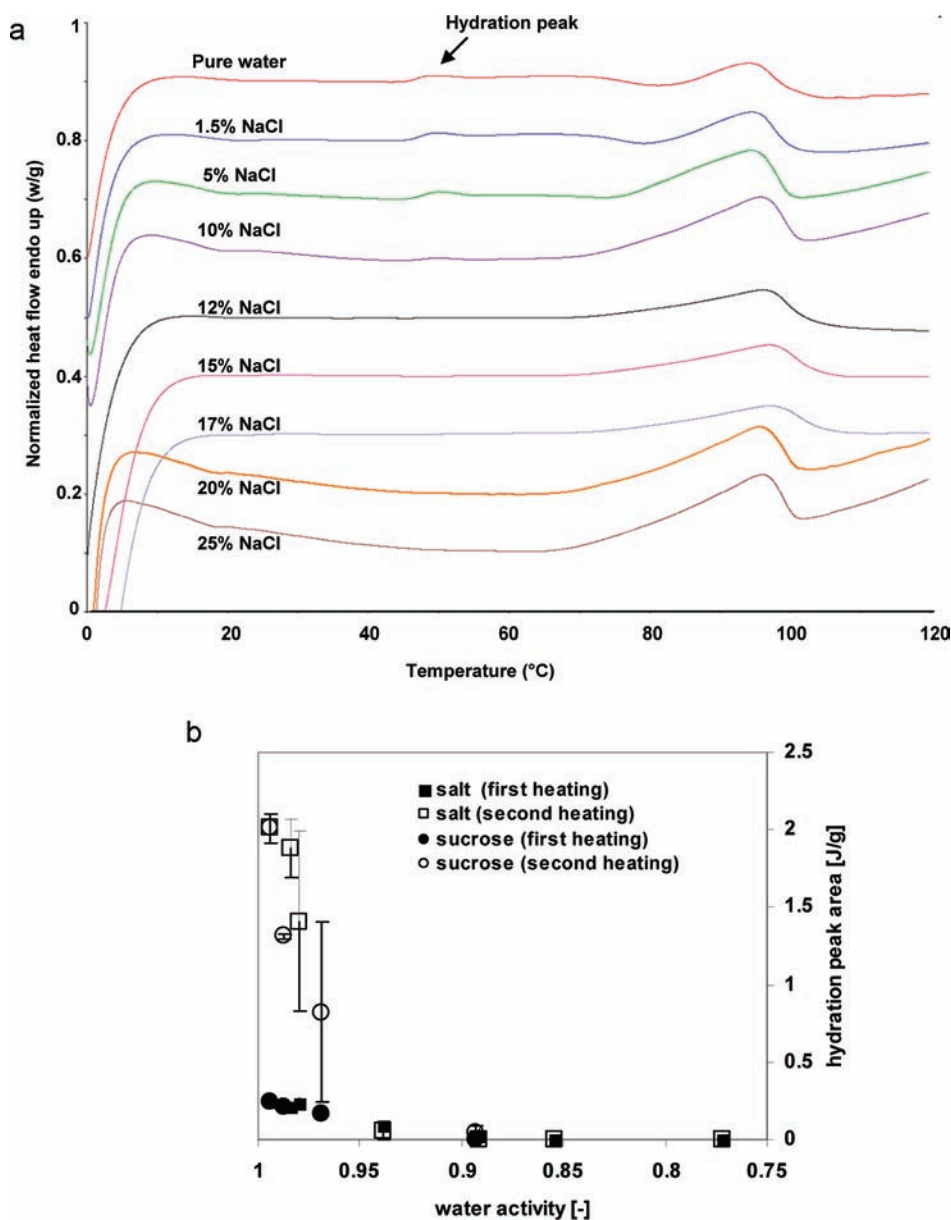 a
Hydration peak
Normalized heat flow endo up (w/g)
1
0.8
0.6
0.4
0.2
0
Pure water
1.5% NaCl
5% NaCl
10% NaCl
12% NaCl
15% NaCl
17% NaCl
20% NaCl
25% NaCl
0 20 40 60 80 100 120
Temperature (°C)
b
salt (first heating)
salt (second heating)
sucrose (first heating)
sucrose (second heating)
2.5
2
1.5
1
0.5
0
hydration peak area [J/g]
1 0.95 0.9 0.85 0.8 0.75
water activity [-]